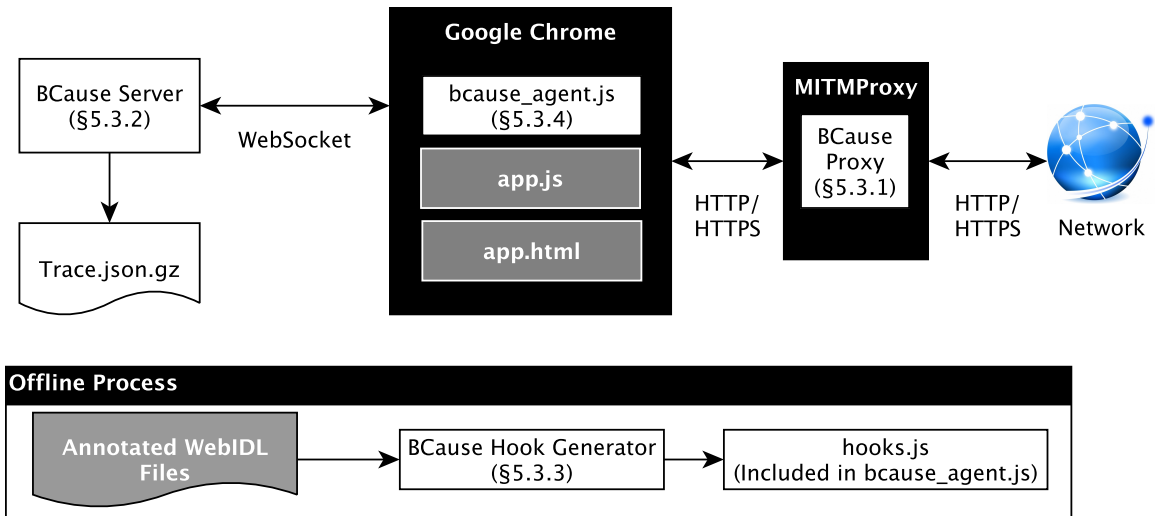 Google Chrome
BCause Server
(§5.3.2)
WebSocket
bcause_agent.js
(§5.3.4)
app.js
app.html
HTTP/
HTTPS
MITMProxy
BCause
Proxy
(§5.3.1)
HTTP/
HTTPS
Network
Trace.json.gz
Offline Process
Annotated WebIDL
Files
BCause Hook Generator
(§5.3.3)
hooks.js
(Included in bcause_agent.js)